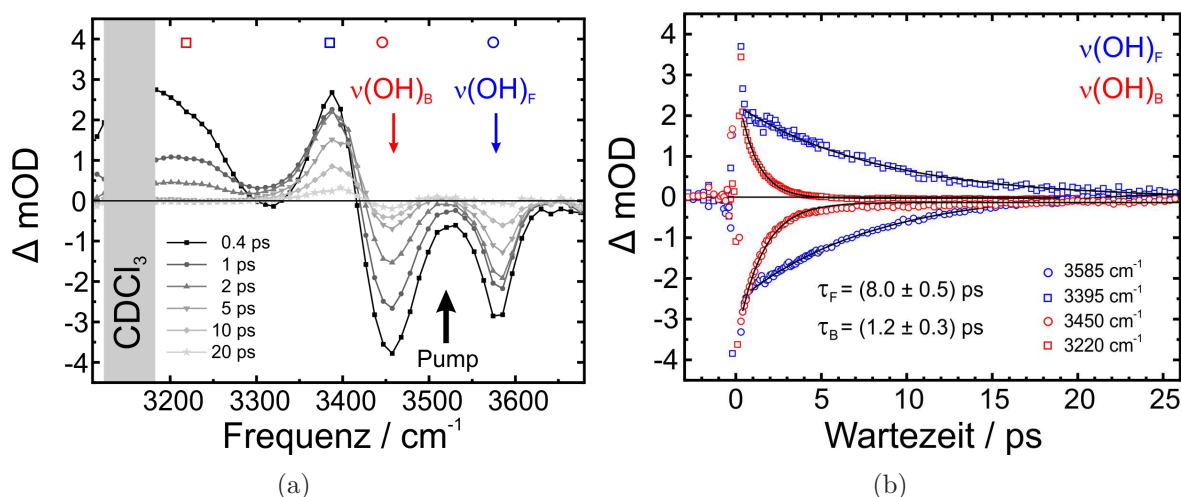 4
3
2
1
0
-1
-2
-3
-4
Δ mOD
CDCl3
ν(OH)B
ν(OH)F
0.4 ps
1 ps
2 ps
5 ps
10 ps
20 ps
Pump
3200 3300 3400 3500 3600
Frequenz / cm-1
(a)
4
3
2
1
0
-1
-2
-3
-4
Δ mOD
ν(OH)F
ν(OH)B
τF = (8.0 ± 0.5) ps
τB = (1.2 ± 0.3) ps
3585 cm-1
3395 cm-1
3450 cm-1
3220 cm-1
0 5 10 15 20 25
Wartezeit / ps
(b)